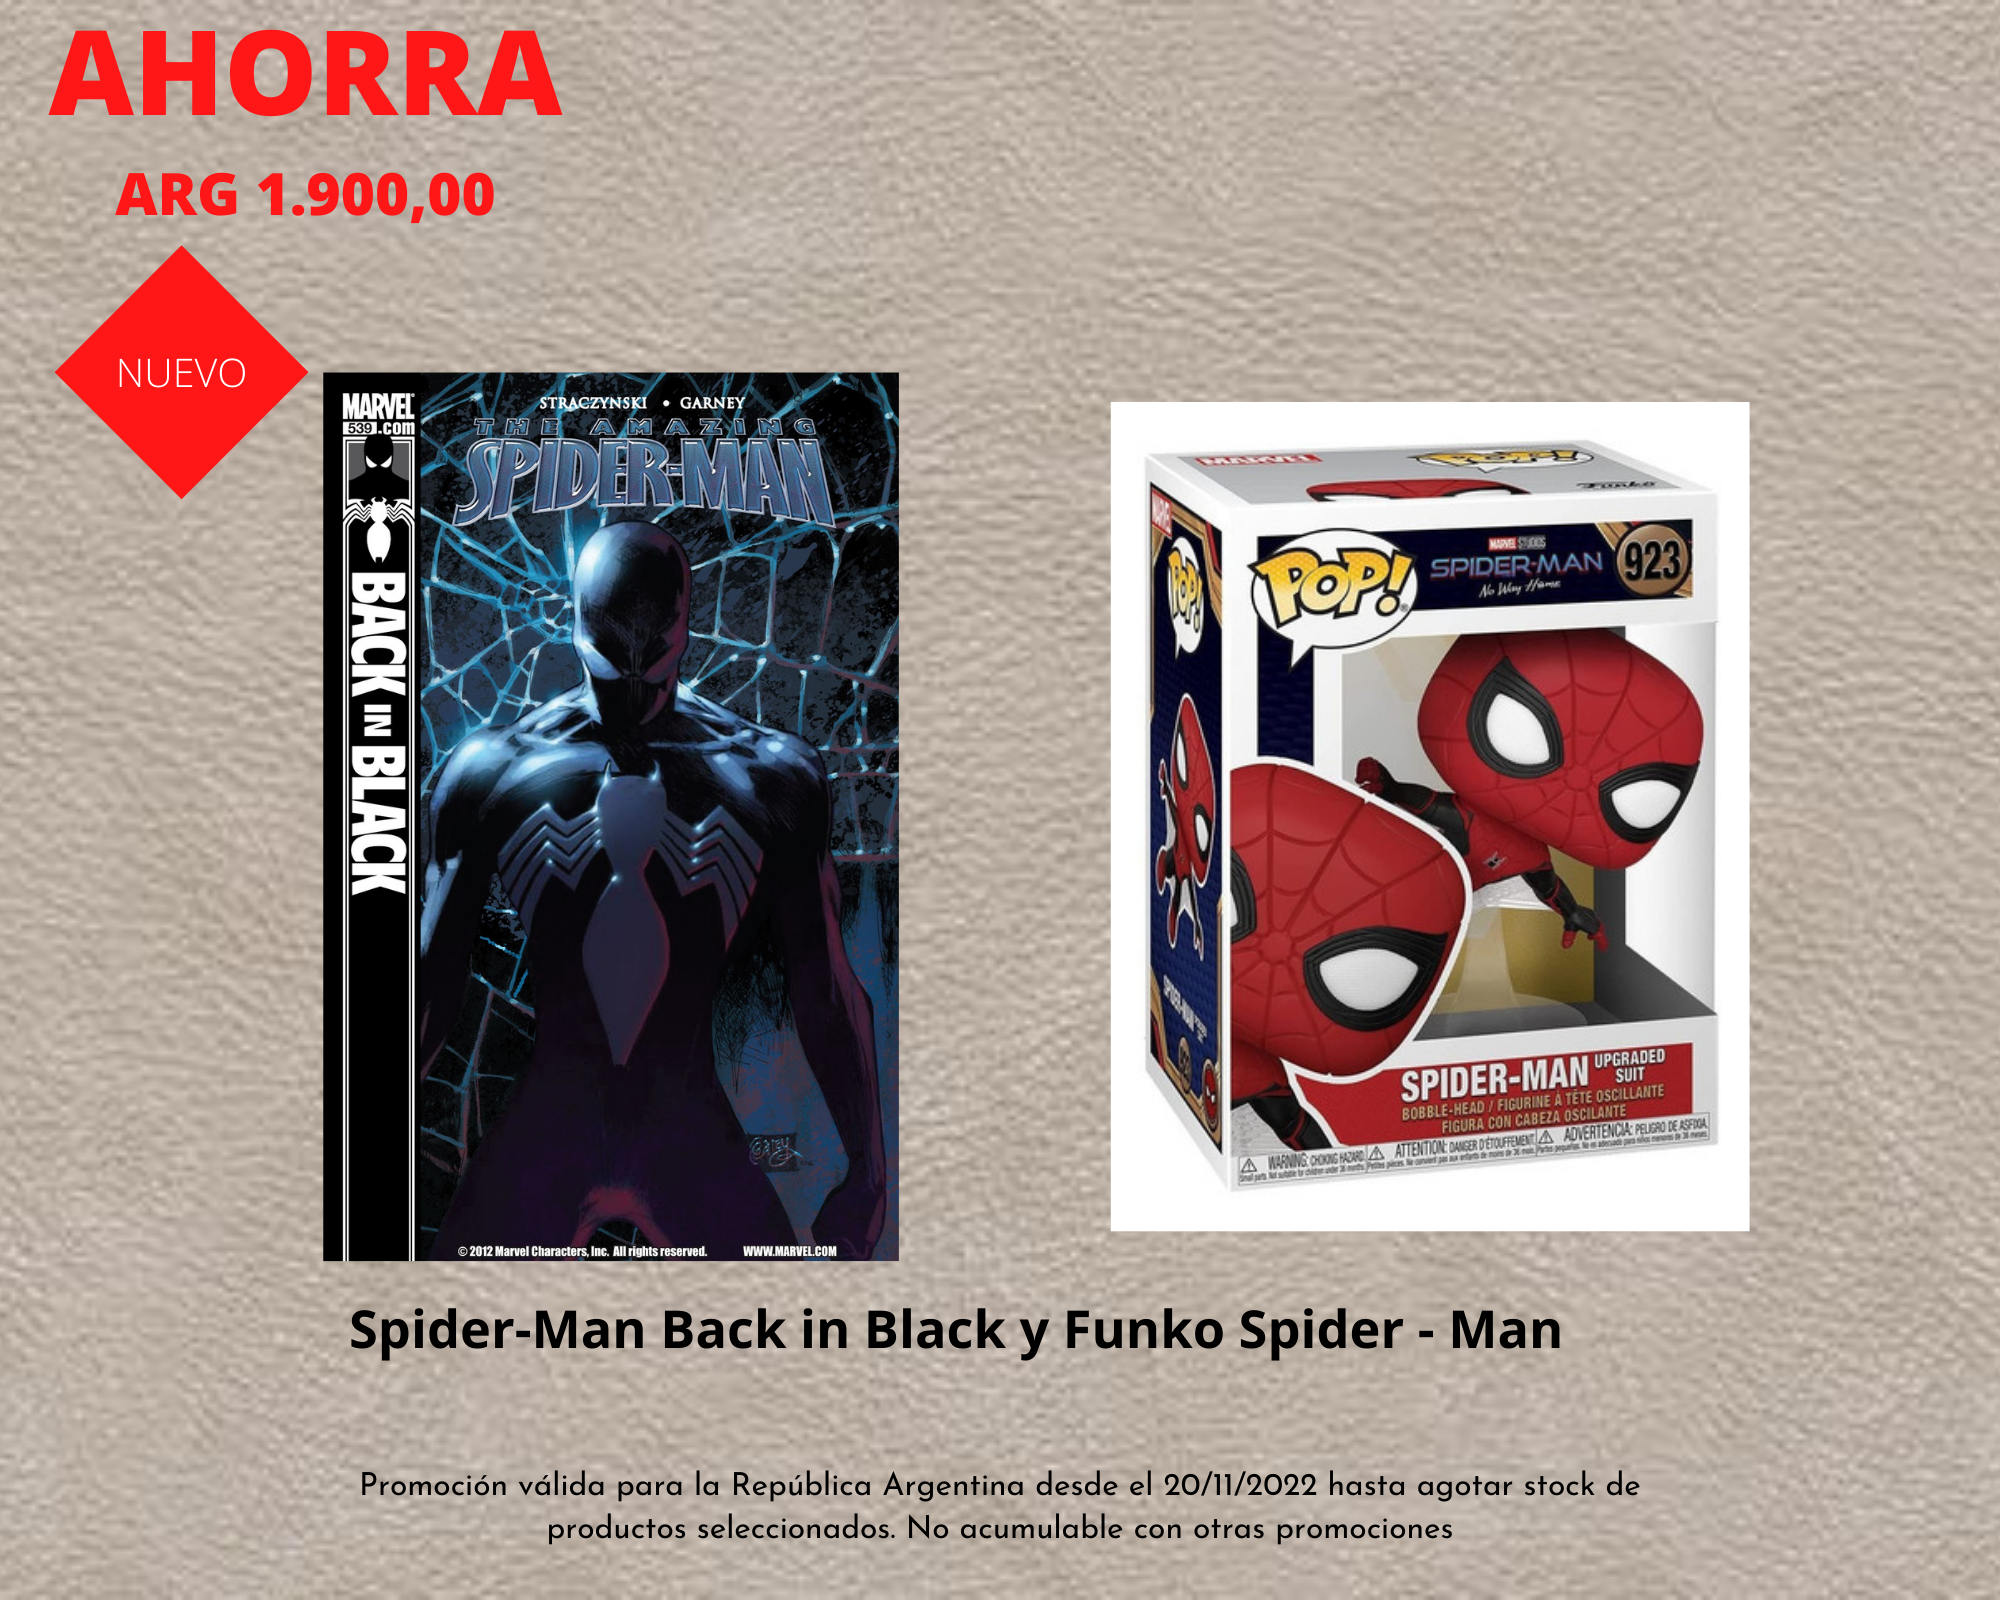 AHORRA
ARG 1.900,00
NUEVO
MARVEL
539 .com
BACK IN BLACK
STRACZYNSKI • GARNEY
THE AMAZING
SPIDER-MAN
Garney
© 2012 Marvel Characters, Inc. All rights reserved.
WWW.MARVEL.COM
MARVEL
POP!
Funko
MARVEL
POP!
POP!
MARVEL STUDIOS
SPIDER-MAN
No Way Home
923
SPIDER-MAN
SPIDER-MAN UPGRADED
SUIT
BOBBLE-HEAD / FIGURINE À TÊTE OSCILLANTE
FIGURA CON CABEZA OSCILANTE
WARNING: CHOKING HAZARD.
Small parts. Not suitable for children under 36 months.
ATTENTION: DANGER D'ÉTOUFFEMENT.
Petites pièces. Ne convient pas aux enfants de moins de 36 mois.
ADVERTENCIA: PELIGRO DE ASFIXIA.
Partes pequeñas. No es adecuado para niños menores de 36 meses.
Spider-Man Back in Black y Funko Spider - Man
Promoción válida para la República Argentina desde el 20/11/2022 hasta agotar stock de
productos seleccionados. No acumulable con otras promociones